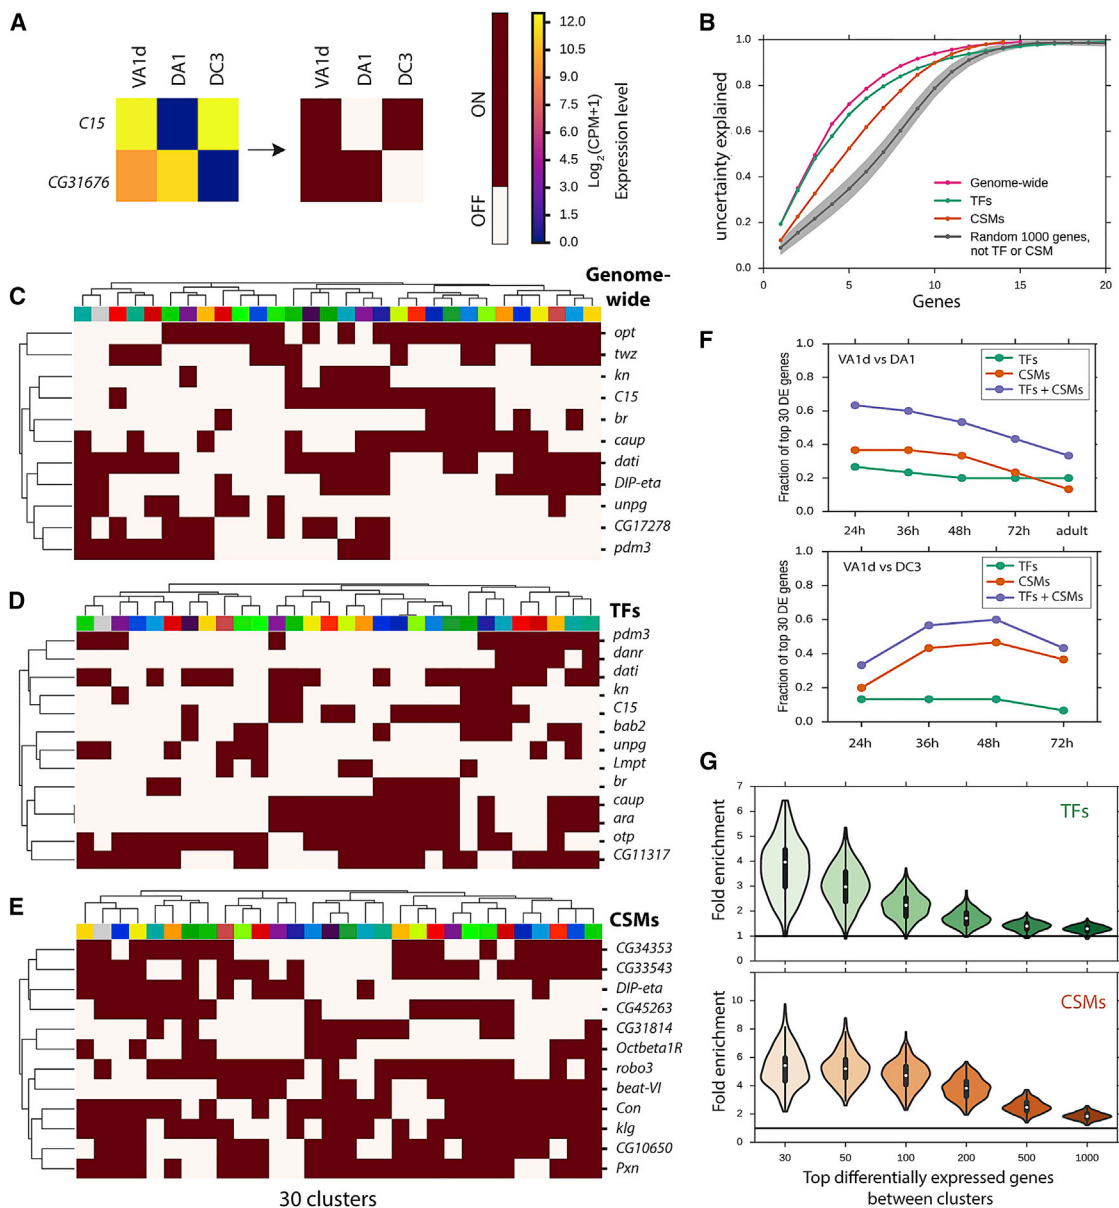 A
VA1d
DA1
DC3
C15
CG31676
VA1d
DA1
DC3
ON
OFF
12.0
10.5
9.0
7.5
6.0
4.5
3.0
1.5
0.0
Log2(CPM+1)
Expression level
B
uncertainty explained
1.0
0.8
0.6
0.4
0.2
0.0
Genome-wide
TFs
CSMs
Random 1000 genes,
not TF or CSM
0 5 10 15 20
Genes
C
Genome-
wide
opt
twz
kn
C15
br
caup
dati
DIP-eta
unpg
CG17278
pdm3
D
TFs
pdm3
danr
dati
kn
C15
bab2
unpg
Lmpt
br
caup
ara
otp
CG11317
E
CSMs
CG34353
CG33543
DIP-eta
CG45263
CG31814
Octbeta1R
robo3
beat-VI
Con
klg
CG10650
Pxn
30 clusters
F
Fraction of top 30 DE genes
1.0
0.8
0.6
0.4
0.2
0.0
VA1d vs DA1
TFs
CSMs
TFs + CSMs
24h 36h 48h 72h adult
Fraction of top 30 DE genes
1.0
0.8
0.6
0.4
0.2
0.0
VA1d vs DC3
TFs
CSMs
TFs + CSMs
24h 36h 48h 72h
G
Fold enrichment
7
6
5
4
3
2
1
1
0
TFs
Fold enrichment
10
8
6
4
2
0
CSMs
30 50 100 200 500 1000
Top differentially expressed genes
between clusters